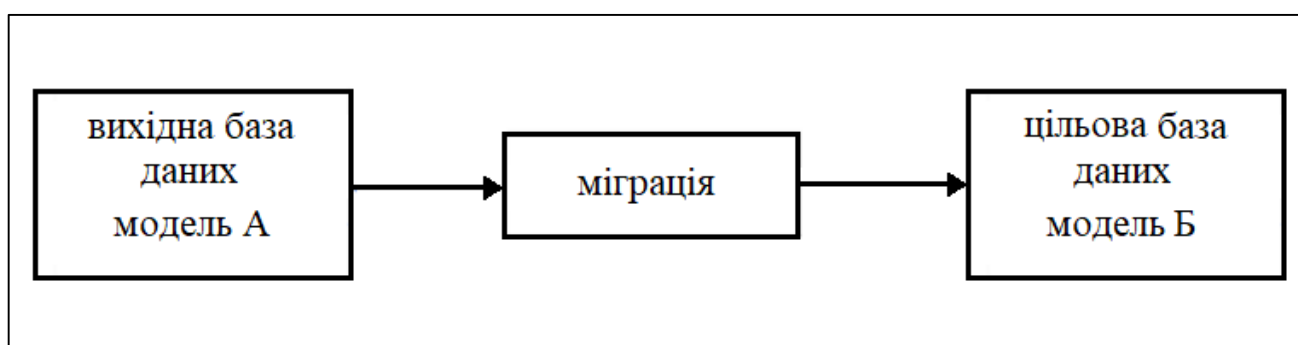 вихідна база
даних
модель А
міграція
цільова база
даних
модель Б